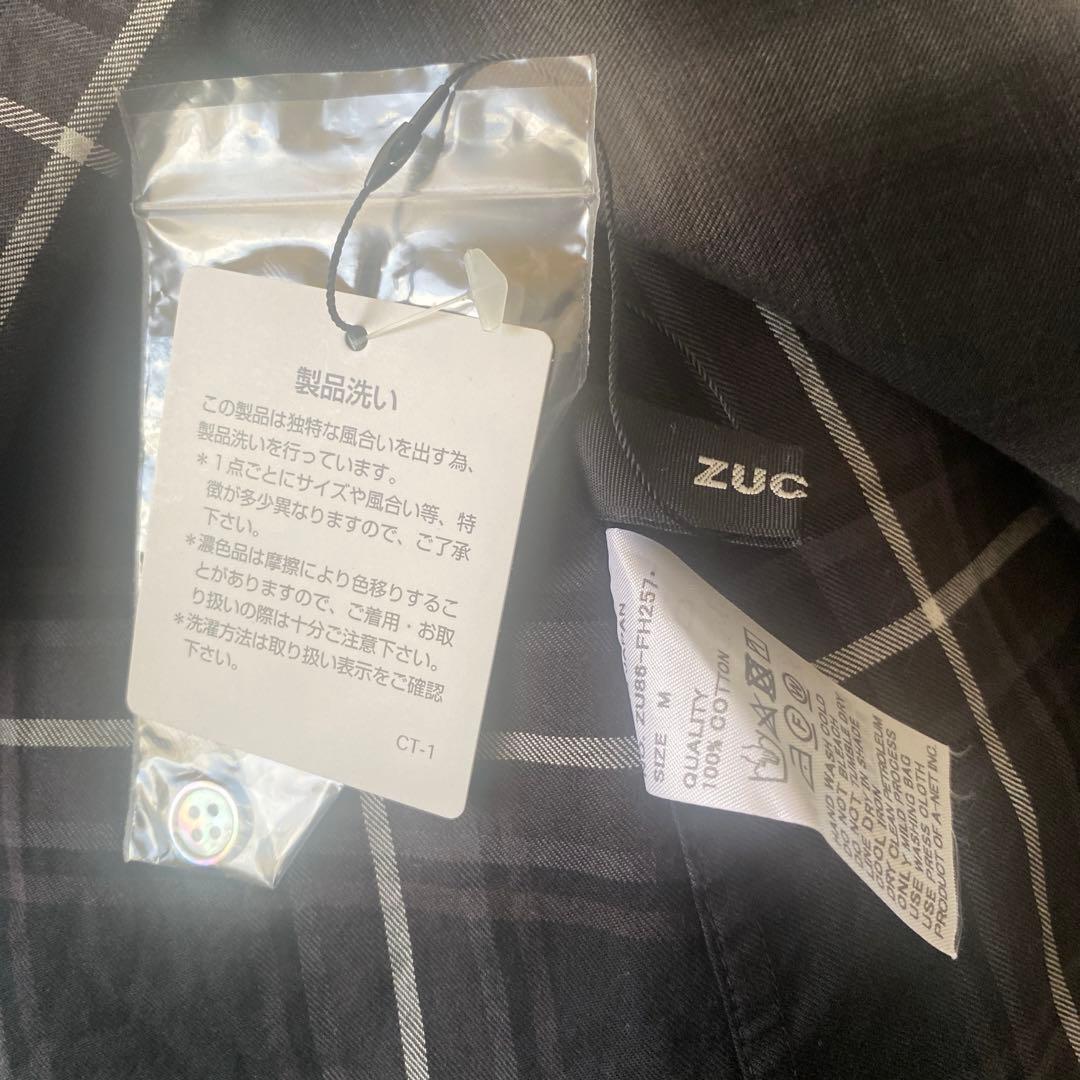 製品洗い
この製品は独特な風合いを出す為、
製品洗いを行っています。
*1点ごとにサイズや風合い等、特
徴が多少異なりますので、ご了承
下さい。
*濃色品は摩擦により色移りするこ
とがありますので、ご着用・お取
り扱いの際は十分ご注意下さい。
*洗濯方法は取り扱い表示をご確認
下さい。
CT-1
ZUC
ZU86-FH257-
SIZE M
QUALITY
100% COTTON
HAND WASH COLD
DO NOT BLEACH
DO NOT TUMBLE DRY
LINE DRY IN SHADE
COOL IRON
DRY CLEAN PETROLEUM
ONLY MILD PROCESS
USE WASHING BAG
USE PRESS CLOTH
PRODUCT OF A-NET INC.